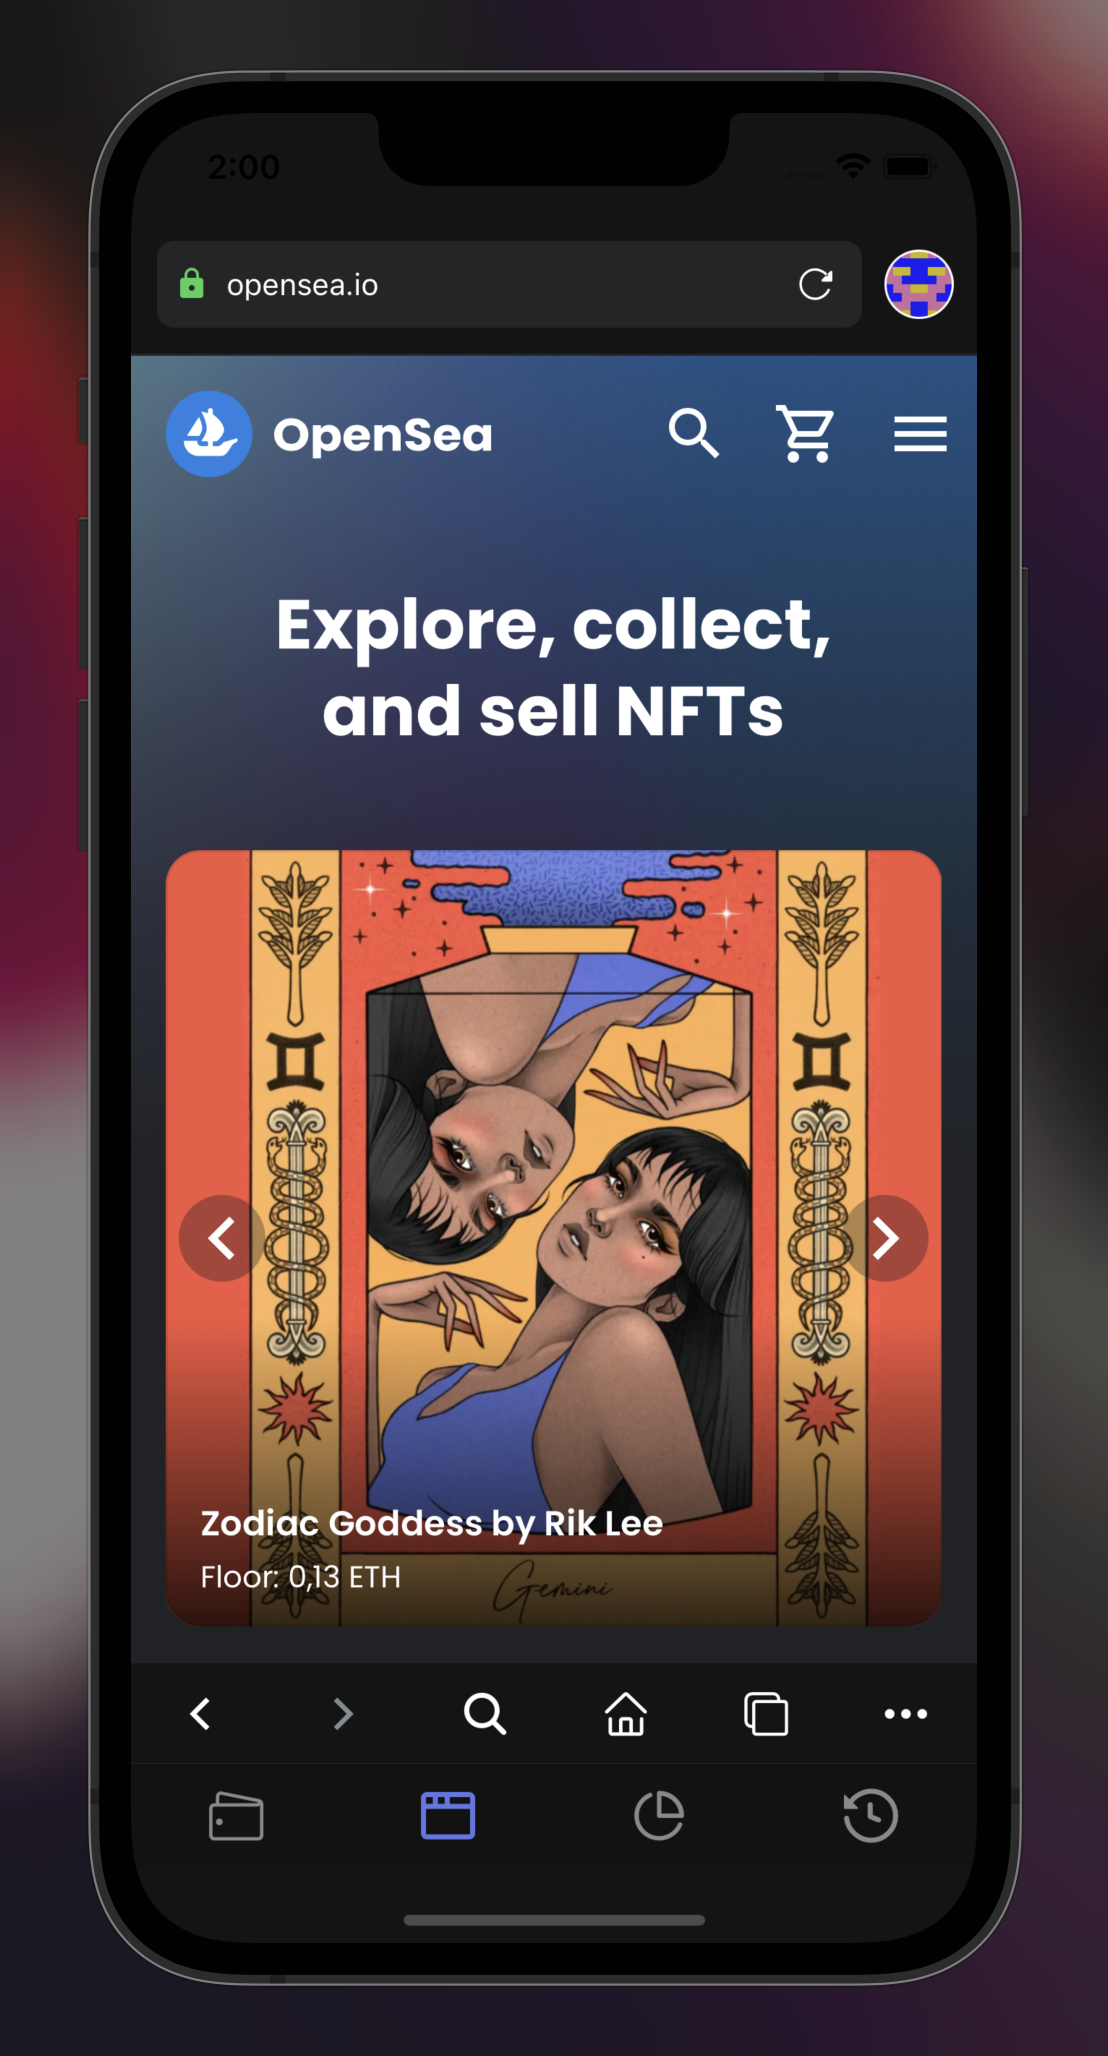 2:00
opensea.io
OpenSea
Explore, collect,
and sell NFTs
Zodiac Goddess by Rik Lee
Floor: 0,13 ETH
Gemini